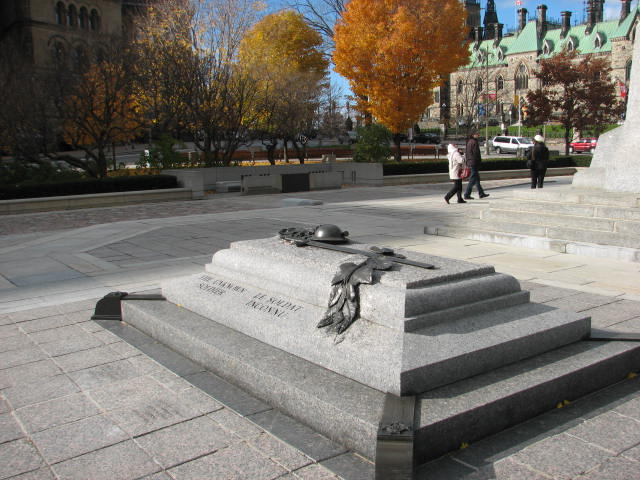 THE UNKNOWN
SOLDIER
LE SOLDAT
INCONNU